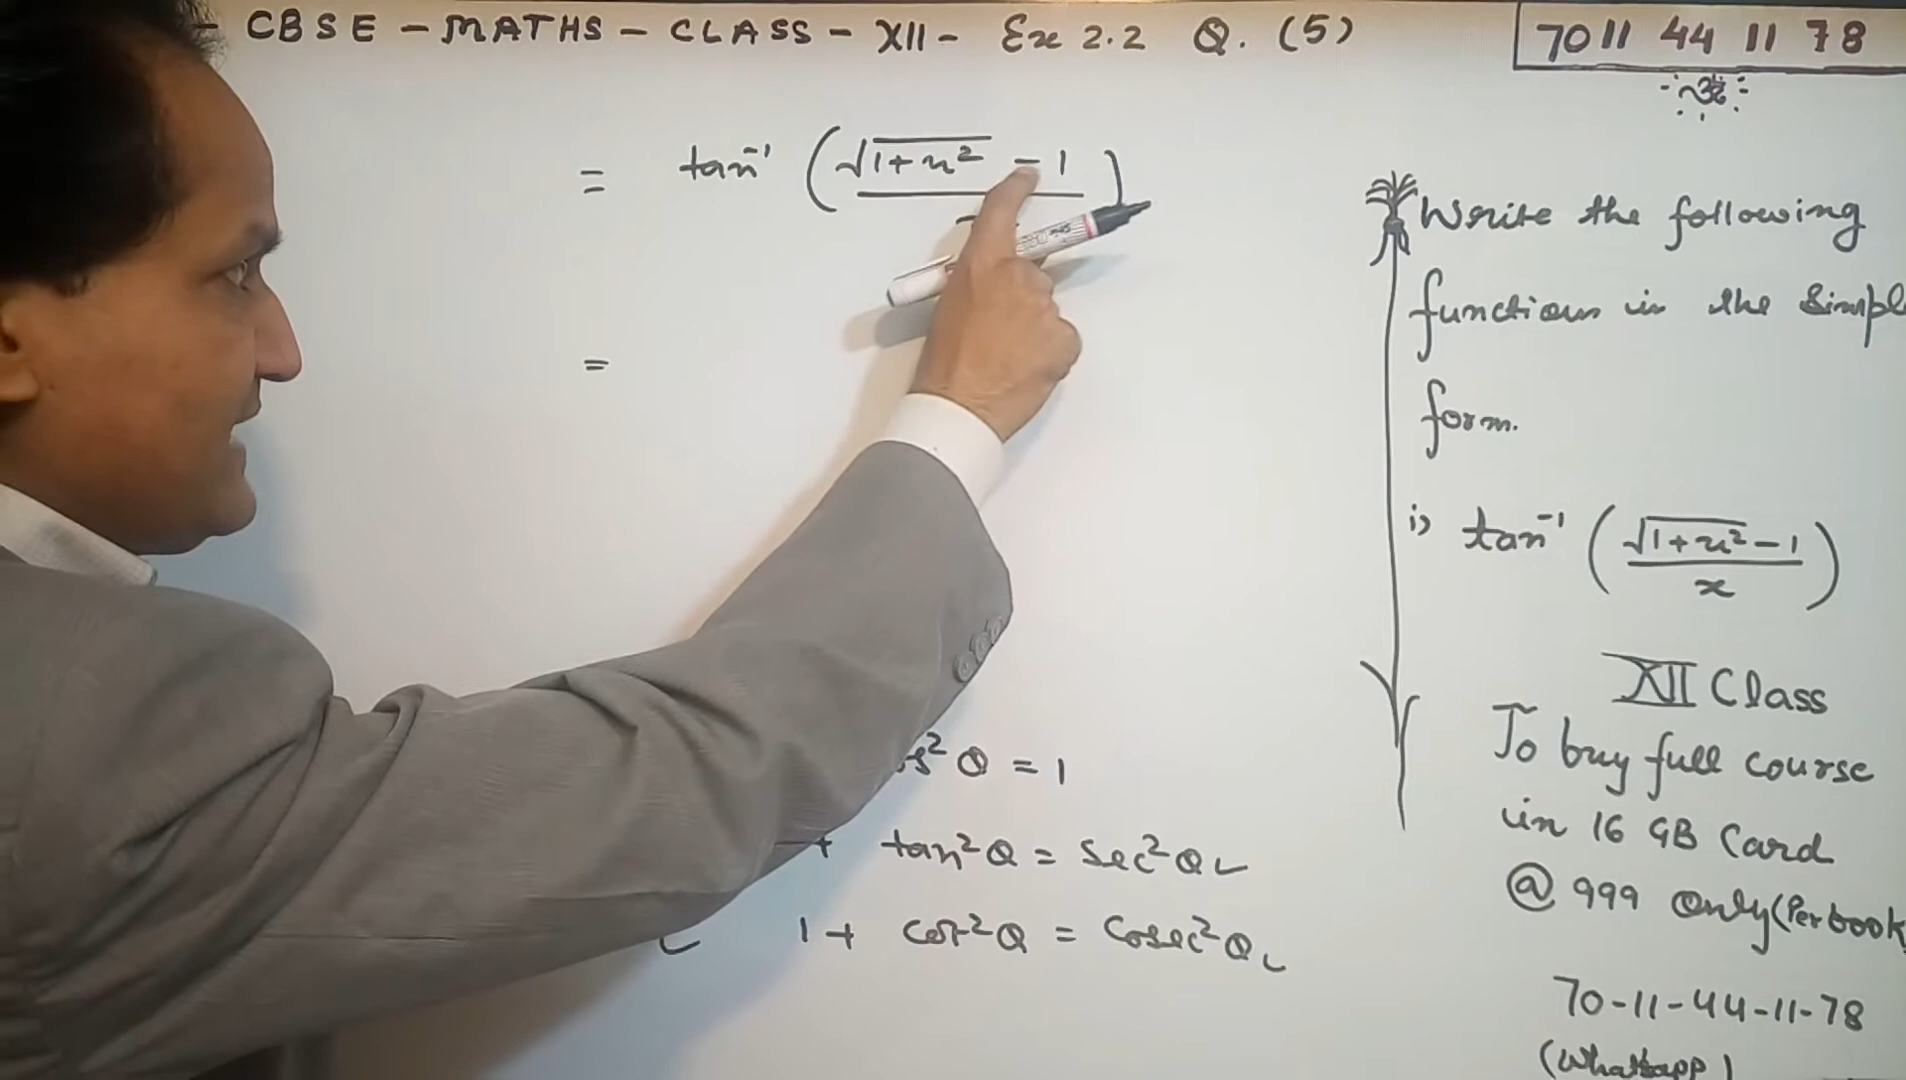 - CBSE - MATHS - CLASS - XII - Ex 2.2 Q. (5)
7011 44 11 78
ॐ
= tan⁻¹ (√1+x² - 1
=
os² θ = 1
+ tan²θ = Sec²θ
1 + cot²θ = Cosec²θ
Write the following
functions in the Simpl
form.
i) tan⁻¹ (√1+x² - 1 / x)
XII Class
To buy full course
in 16 GB Card
@ 999 Only (Per book
70-11-44-11-78
(Whatsapp)